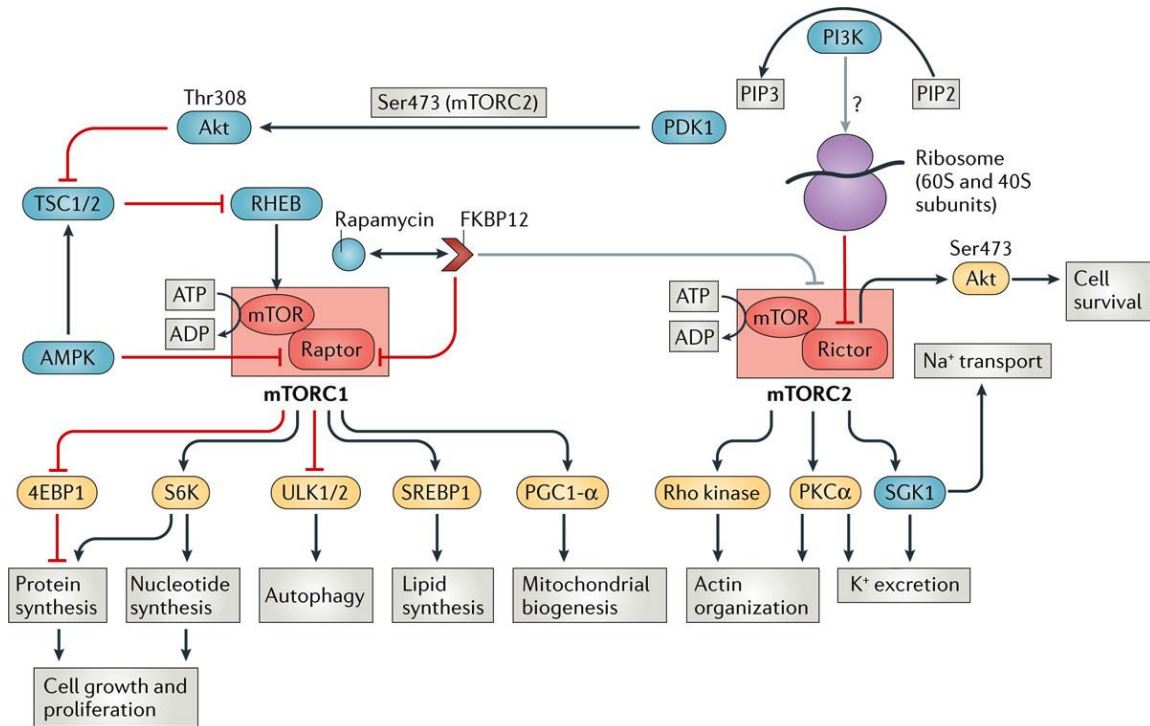 PI3K
PIP3
PIP2
?
Thr308
Akt
Ser473 (mTORC2)
PDK1
Ribosome
(60S and 40S
subunits)
TSC1/2
RHEB
Rapamycin
FKBP12
Ser473
Akt
Cell
survival
ATP
ADP
mTOR
Raptor
mTORC1
AMPK
ATP
ADP
mTOR
Rictor
mTORC2
Na⁺ transport
4EBP1
S6K
ULK1/2
SREBP1
PGC1-α
Rho kinase
PKCα
SGK1
Protein
synthesis
Nucleotide
synthesis
Autophagy
Lipid
synthesis
Mitochondrial
biogenesis
Actin
organization
K⁺ excretion
Cell growth and
proliferation